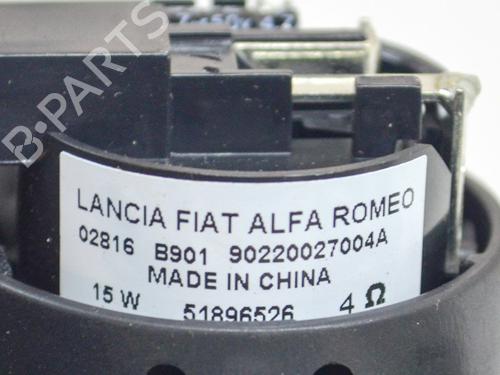 B-PARTS
LANCIA FIAT ALFA ROMEO
02816 B901 90220027004A
MADE IN CHINA
15 W 51896526 4 Ω